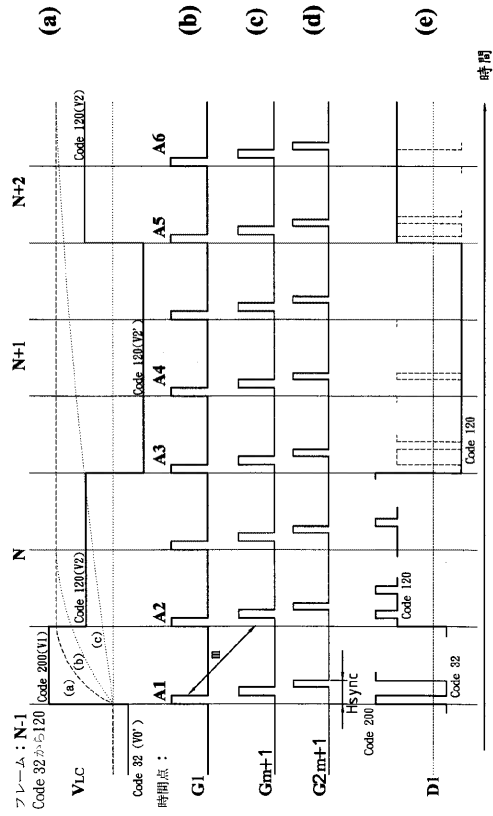 フレーム：N-1
N
N+1
N+2
Code 32 から120
(a)
Code 200(V1)
(a)
(b)
(c)
VLC
Code 120(V2)
Code 120(V2')
Code 120(V2)
Code 32 (V0')
時間点：
A1
A2
A3
A4
A5
A6
G1
(b)
m
Gm+1
(c)
G2m+1
(d)
Hsync
Code 200
Code 120
Code 32
Code 120
D1
(e)
時間